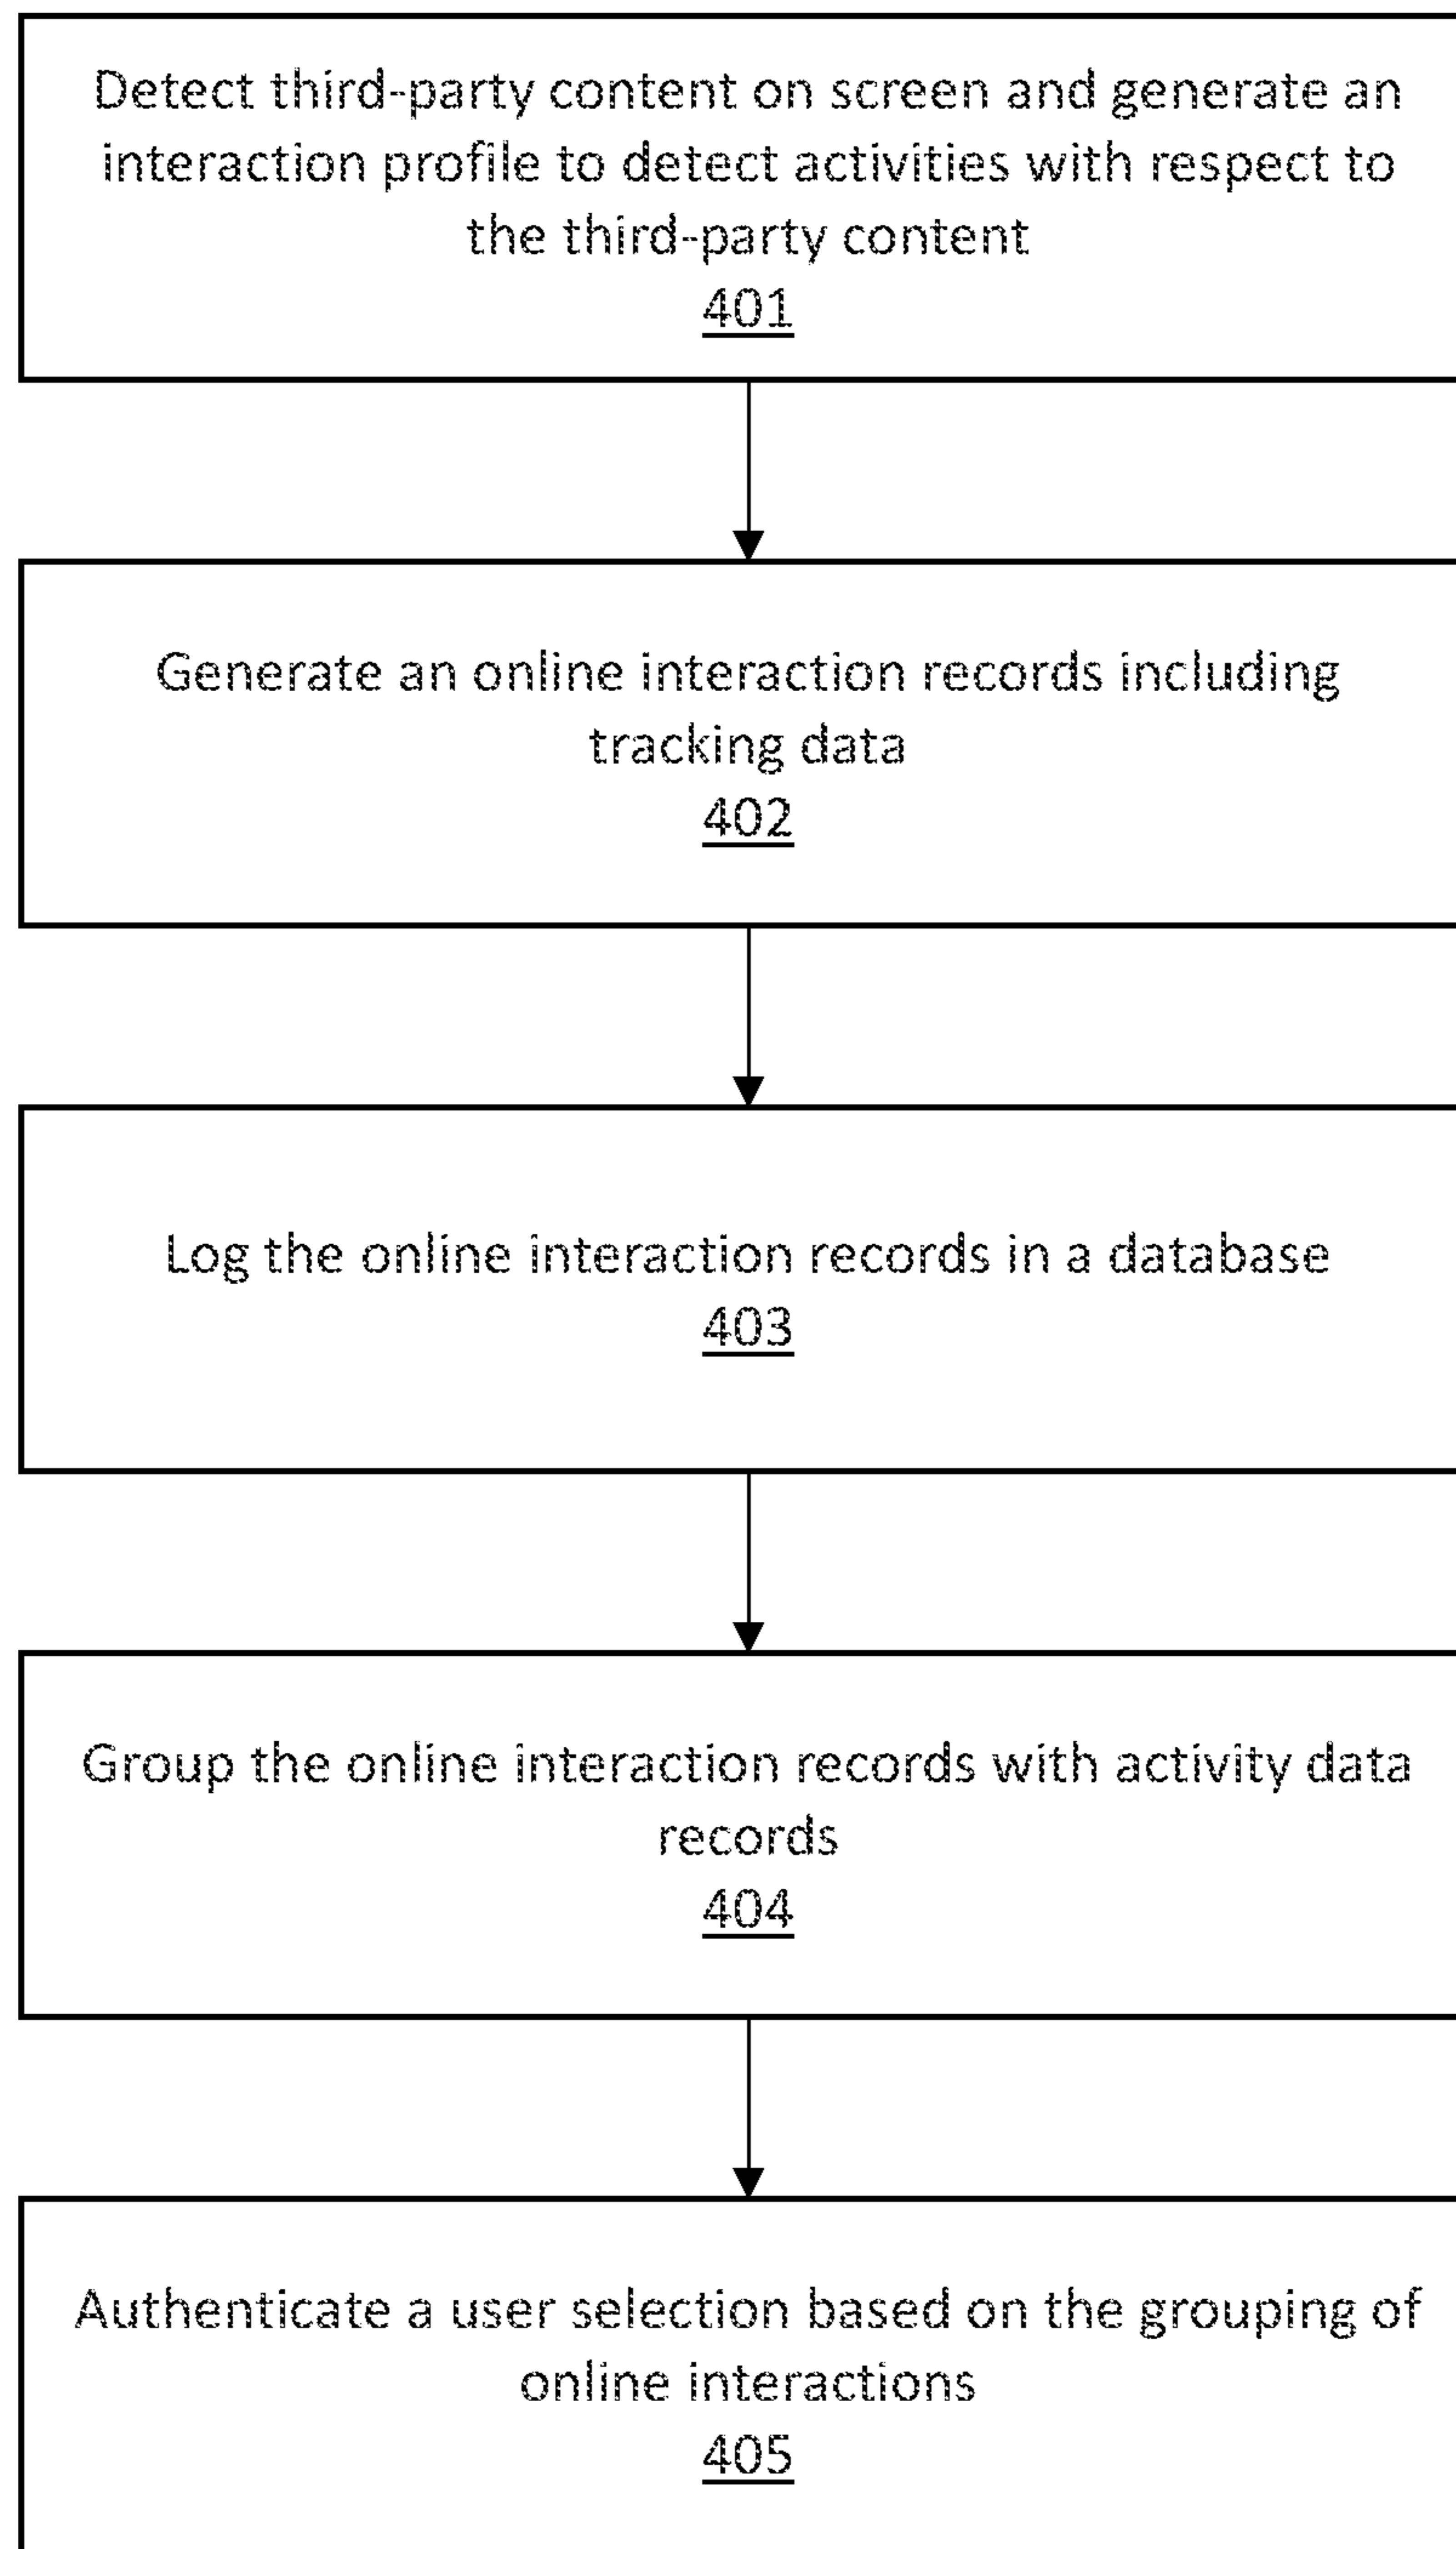 Detect third-party content on screen and generate an
interaction profile to detect activities with respect to
the third-party content
401
Generate an online interaction records including
tracking data
402
Log the online interaction records in a database
403
Group the online interaction records with activity data
records
404
Authenticate a user selection based on the grouping of
online interactions
405